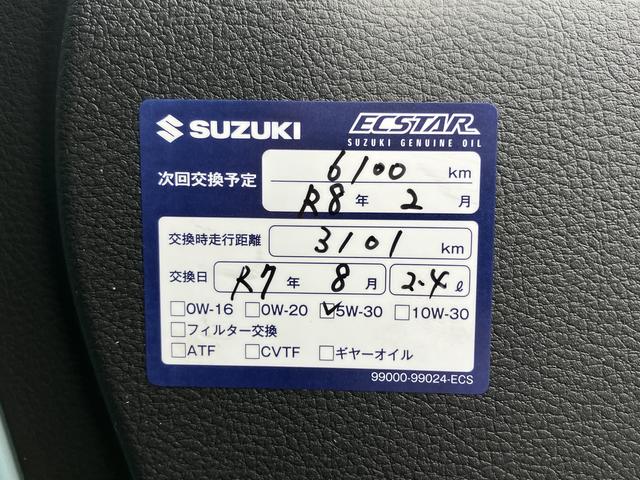 SUZUKI ECSTAR
SUZUKI GENUINE OIL
次回交換予定 6100 km
R8 年 2 月
交換時走行距離 3101 km
交換日 R7 年 8 月 2.4 ℓ
□0W-16 □0W-20 ☑5W-30 □10W-30
□フィルター交換
□ATF □CVTF □ギヤーオイル
99000-99024-ECS